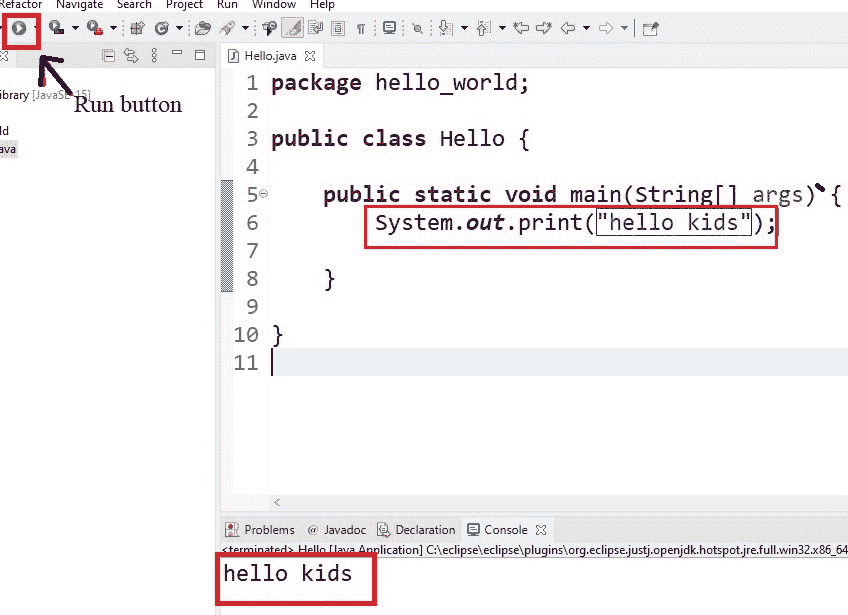 Refactor Navigate Search Project Run Window Help
Hello.java
ibrary [JavaSE-15]
Run button
ld
ava
1 package hello_world;
2
3 public class Hello {
4
5 public static void main(String[] args) {
6 System.out.print("hello kids");
7
8 }
9
10 }
11
Problems @ Javadoc Declaration Console
<terminated> Hello [Java Application] C:\eclipse\eclipse\plugins\org.eclipse.justj.openjdk.hotspot.jre.full.win32.x86_64
hello kids